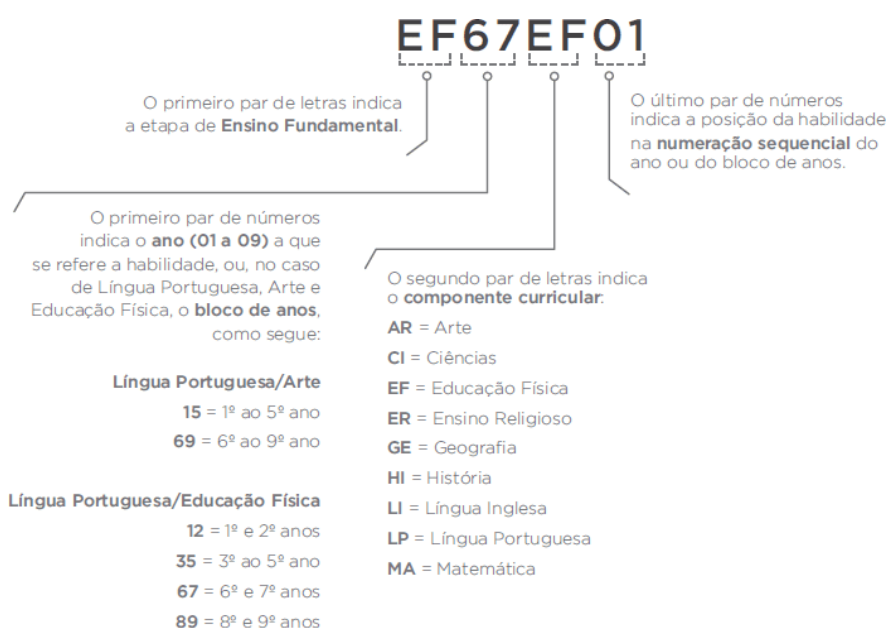 EF67EF01
O primeiro par de letras indica
a etapa de Ensino Fundamental.
O último par de números
indica a posição da habilidade
na numeração sequencial do
ano ou do bloco de anos.
O primeiro par de números
indica o ano (01 a 09) a que
se refere a habilidade, ou, no caso
de Língua Portuguesa, Arte e
Educação Física, o bloco de anos,
como segue:
Língua Portuguesa/Arte
15 = 1º ao 5º ano
69 = 6º ao 9º ano
Língua Portuguesa/Educação Física
12 = 1º e 2º anos
35 = 3º ao 5º ano
67 = 6º e 7º anos
89 = 8º e 9º anos
O segundo par de letras indica
o componente curricular:
AR = Arte
CI = Ciências
EF = Educação Física
ER = Ensino Religioso
GE = Geografia
HI = História
LI = Língua Inglesa
LP = Língua Portuguesa
MA = Matemática